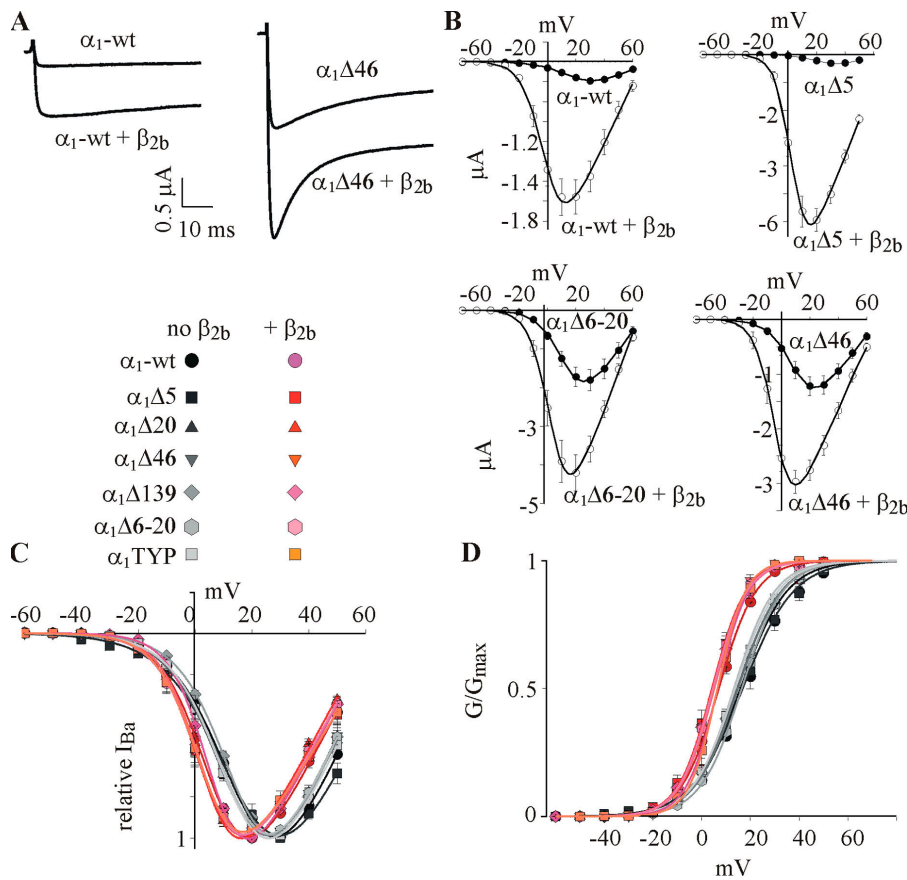 A
α1-wt
α1-wt + β2b
0.5 μA
10 ms
α1Δ46
α1Δ46 + β2b
B
mV
-60 -20 20 60
-1.2
-1.4
-1.8
μA
α1-wt
α1-wt + β2b
mV
-60 -20 20 60
-2
-3
-6
α1Δ5
α1Δ5 + β2b
mV
-60 -20 20 60
-3
-5
μA
α1Δ6-20
α1Δ6-20 + β2b
mV
-60 -20 20 60
-1
-2
-3
α1Δ46
α1Δ46 + β2b
no β2b + β2b
α1-wt
α1Δ5
α1Δ20
α1Δ46
α1Δ139
α1Δ6-20
α1TYP
C
mV
-60 -40 -20 0 20 40 60
relative IBa
1
D
1
0.5
0
G/Gmax
-40 -20 0 20 40 60
mV